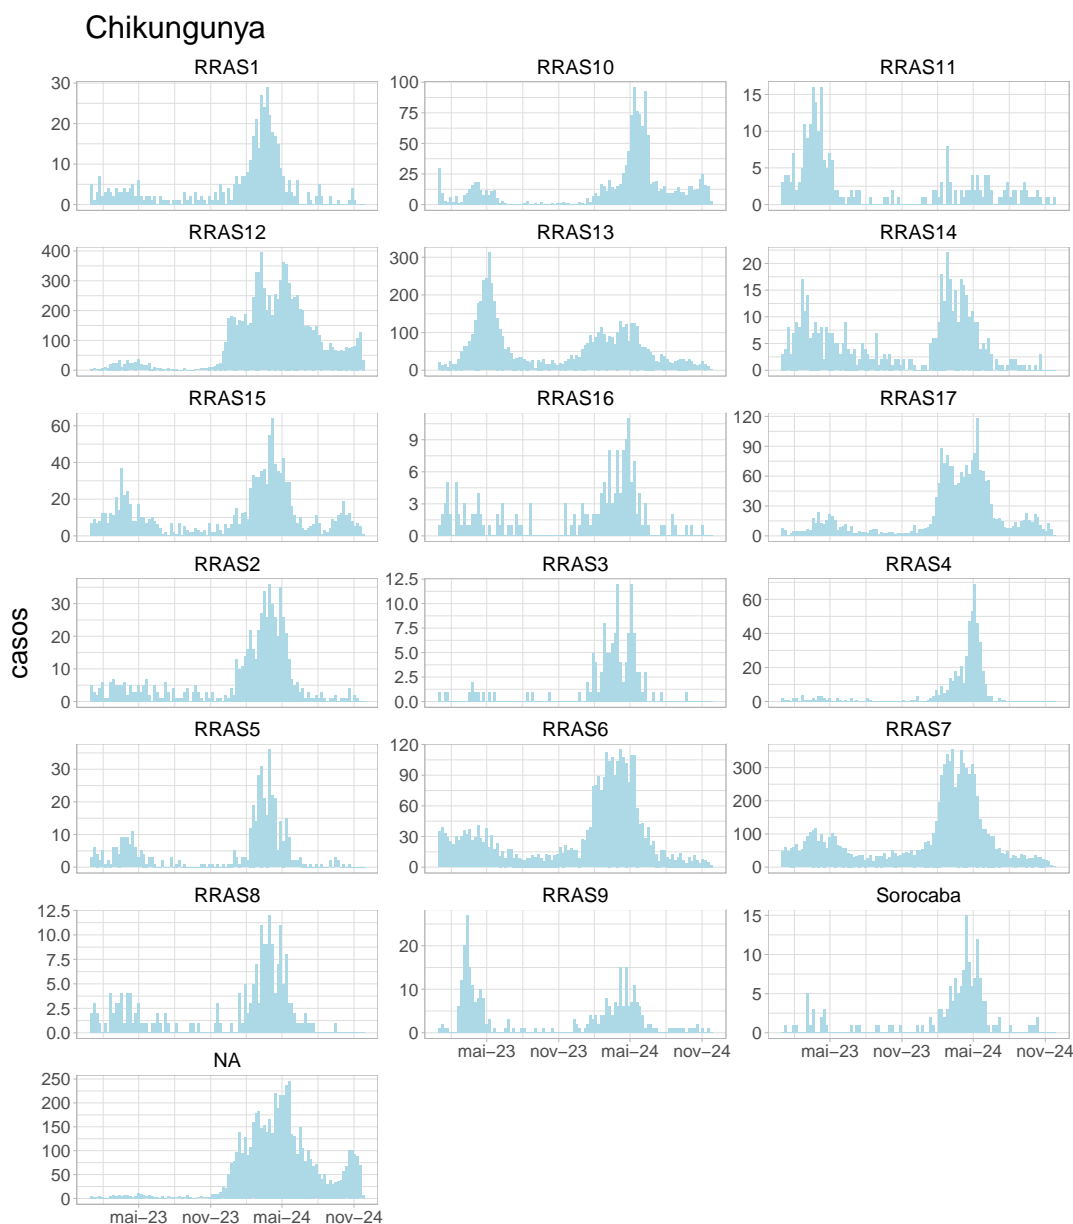 Chikungunya
RRAS1 RRAS10 RRAS11
30 20 10 0
100 75 50 25 0
15 10 5 0
RRAS12 RRAS13 RRAS14
400 300 200 100 0
300 200 100 0
20 15 10 5 0
RRAS15 RRAS16 RRAS17
60 40 20 0
9 6 3 0
120 90 60 30 0
RRAS2 RRAS3 RRAS4
30 20 10 0
12.5 10.0 7.5 5.0 2.5 0.0
60 40 20 0
casos
RRAS5 RRAS6 RRAS7
30 20 10 0
120 90 60 30 0
300 200 100 0
RRAS8 RRAS9 Sorocaba
12.5 10.0 7.5 5.0 2.5 0.0
20 10 0
15 10 5 0
mai–23 nov–23 mai–24 nov–24
mai–23 nov–23 mai–24 nov–24
NA
250 200 150 100 50 0
mai–23 nov–23 mai–24 nov–24